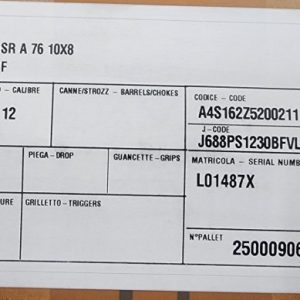 SR A 76 10X8
F
O - CALIBRE
12
CANNE/STROZZ - BARRELS/CHOKES
CODICE - CODE
A4S162Z5200211
J-CODE
J688PS1230BFVL
PIEGA-DROP
GUANCETTE-GRIPS
MATRICOLA - SERIAL NUMB
L01487X
URE
GRILLETTO - TRIGGERS
N°PALLET
25000906